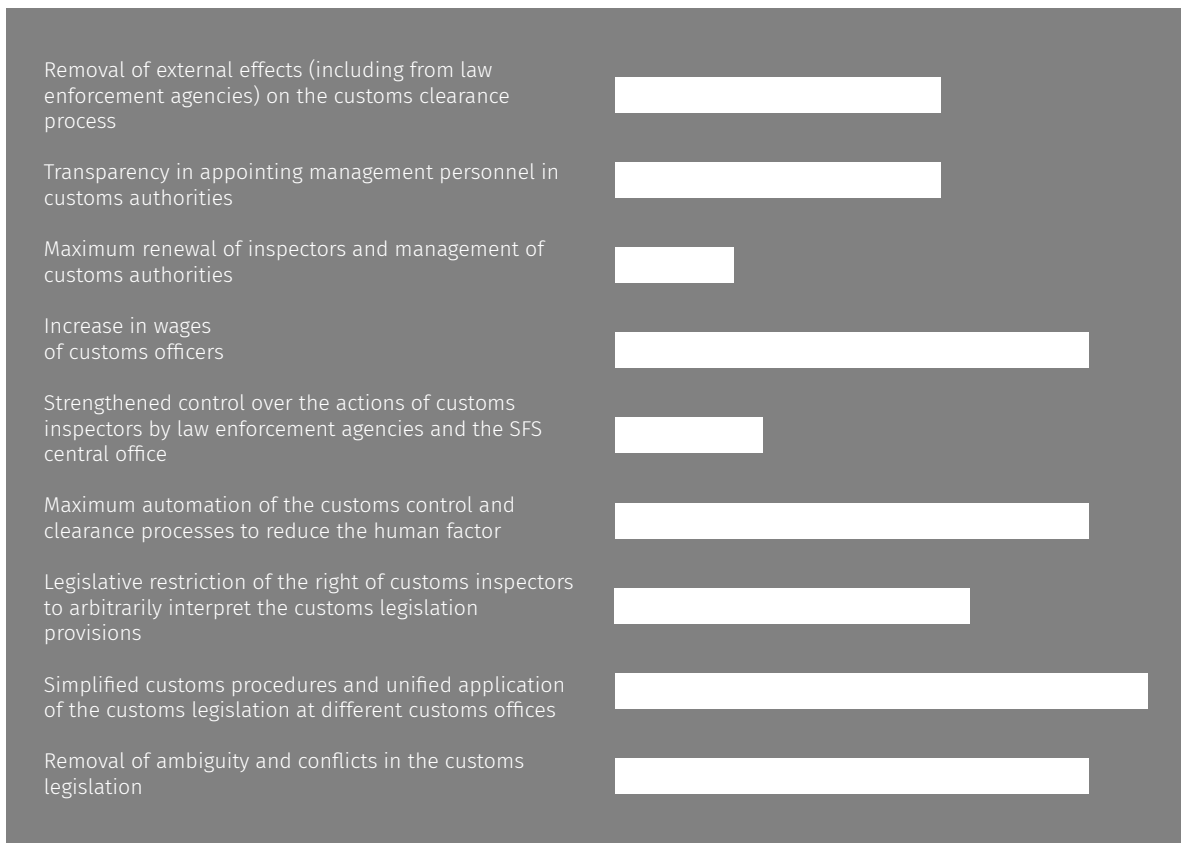 Removal of external effects (including from law
enforcement agencies) on the customs clearance
process
Transparency in appointing management personnel in
customs authorities
Maximum renewal of inspectors and management of
customs authorities
Increase in wages
of customs officers
Strengthened control over the actions of customs
inspectors by law enforcement agencies and the SFS
central office
Maximum automation of the customs control and
clearance processes to reduce the human factor
Legislative restriction of the right of customs inspectors
to arbitrarily interpret the customs legislation
provisions
Simplified customs procedures and unified application
of the customs legislation at different customs offices
Removal of ambiguity and conflicts in the customs
legislation